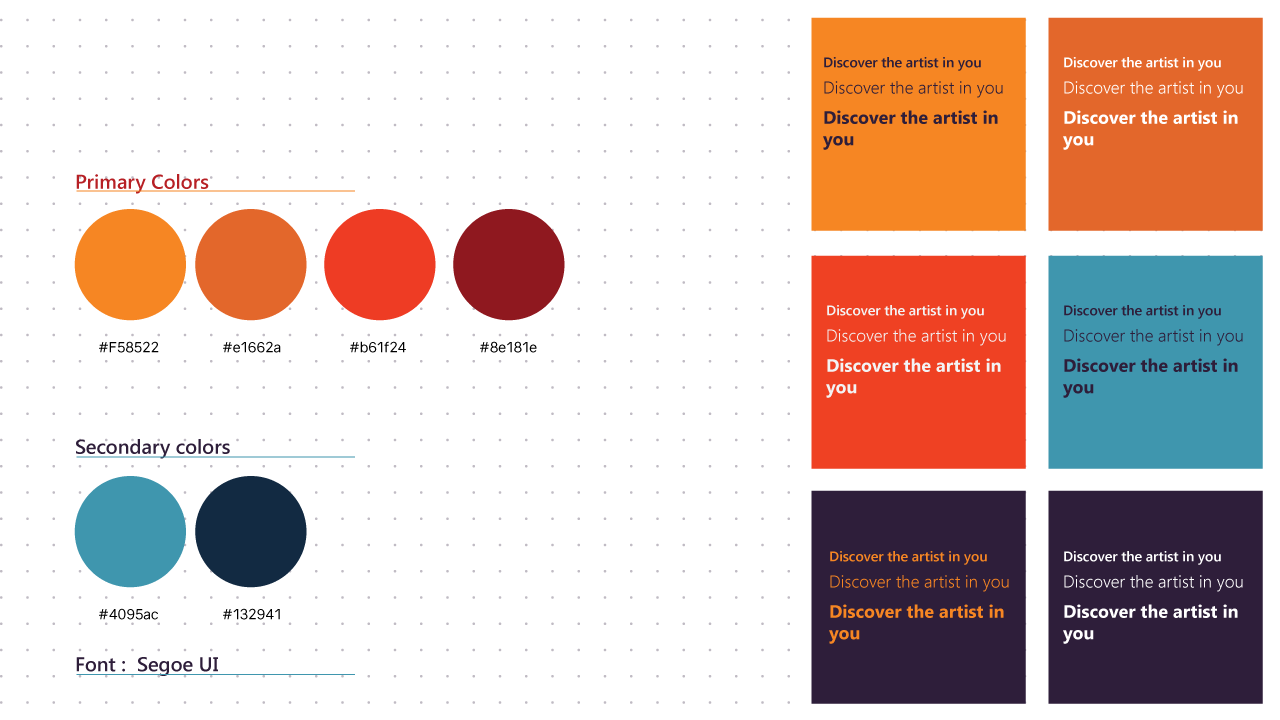 Primary Colors
#F58522
#e1662a
#b61f24
#8e181e
Secondary colors
#4095ac
#132941
Font : Segoe UI
Discover the artist in you
Discover the artist in you
Discover the artist in
you
Discover the artist in you
Discover the artist in you
Discover the artist in
you
Discover the artist in you
Discover the artist in you
Discover the artist in
you
Discover the artist in you
Discover the artist in you
Discover the artist in
you
Discover the artist in you
Discover the artist in you
Discover the artist in
you
Discover the artist in you
Discover the artist in you
Discover the artist in
you